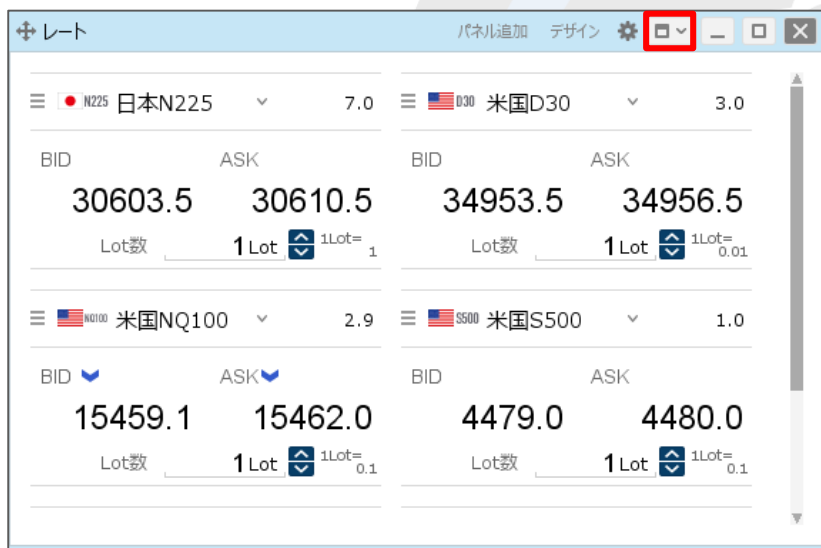 レート パネル追加 デザイン
N225 日本N225 7.0 D30 米国D30 3.0
BID ASK BID ASK
30603.5 30610.5 34953.5 34956.5
Lot数 1 Lot 1Lot= 1 Lot数 1 Lot 1Lot= 0.01
NQ100 米国NQ100 2.9 S500 米国S500 1.0
BID ASK BID ASK
15459.1 15462.0 4479.0 4480.0
Lot数 1 Lot 1Lot= 0.1 Lot数 1 Lot 1Lot= 0.1